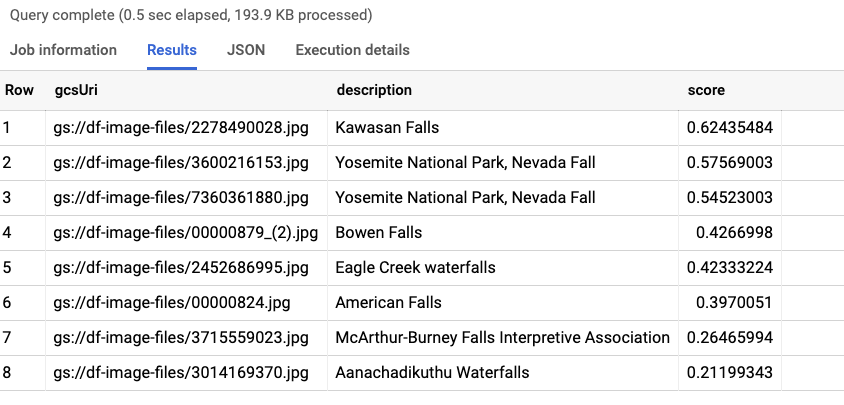 Query complete (0.5 sec elapsed, 193.9 KB processed)
Job information Results JSON Execution details
Row gcsUri description score
1 gs://df-image-files/2278490028.jpg Kawasan Falls 0.62435484
2 gs://df-image-files/3600216153.jpg Yosemite National Park, Nevada Fall 0.57569003
3 gs://df-image-files/7360361880.jpg Yosemite National Park, Nevada Fall 0.54523003
4 gs://df-image-files/00000879_(2).jpg Bowen Falls 0.4266998
5 gs://df-image-files/2452686995.jpg Eagle Creek waterfalls 0.42333224
6 gs://df-image-files/00000824.jpg American Falls 0.3970051
7 gs://df-image-files/3715559023.jpg McArthur-Burney Falls Interpretive Association 0.26465994
8 gs://df-image-files/3014169370.jpg Aanachadikuthu Waterfalls 0.21199343